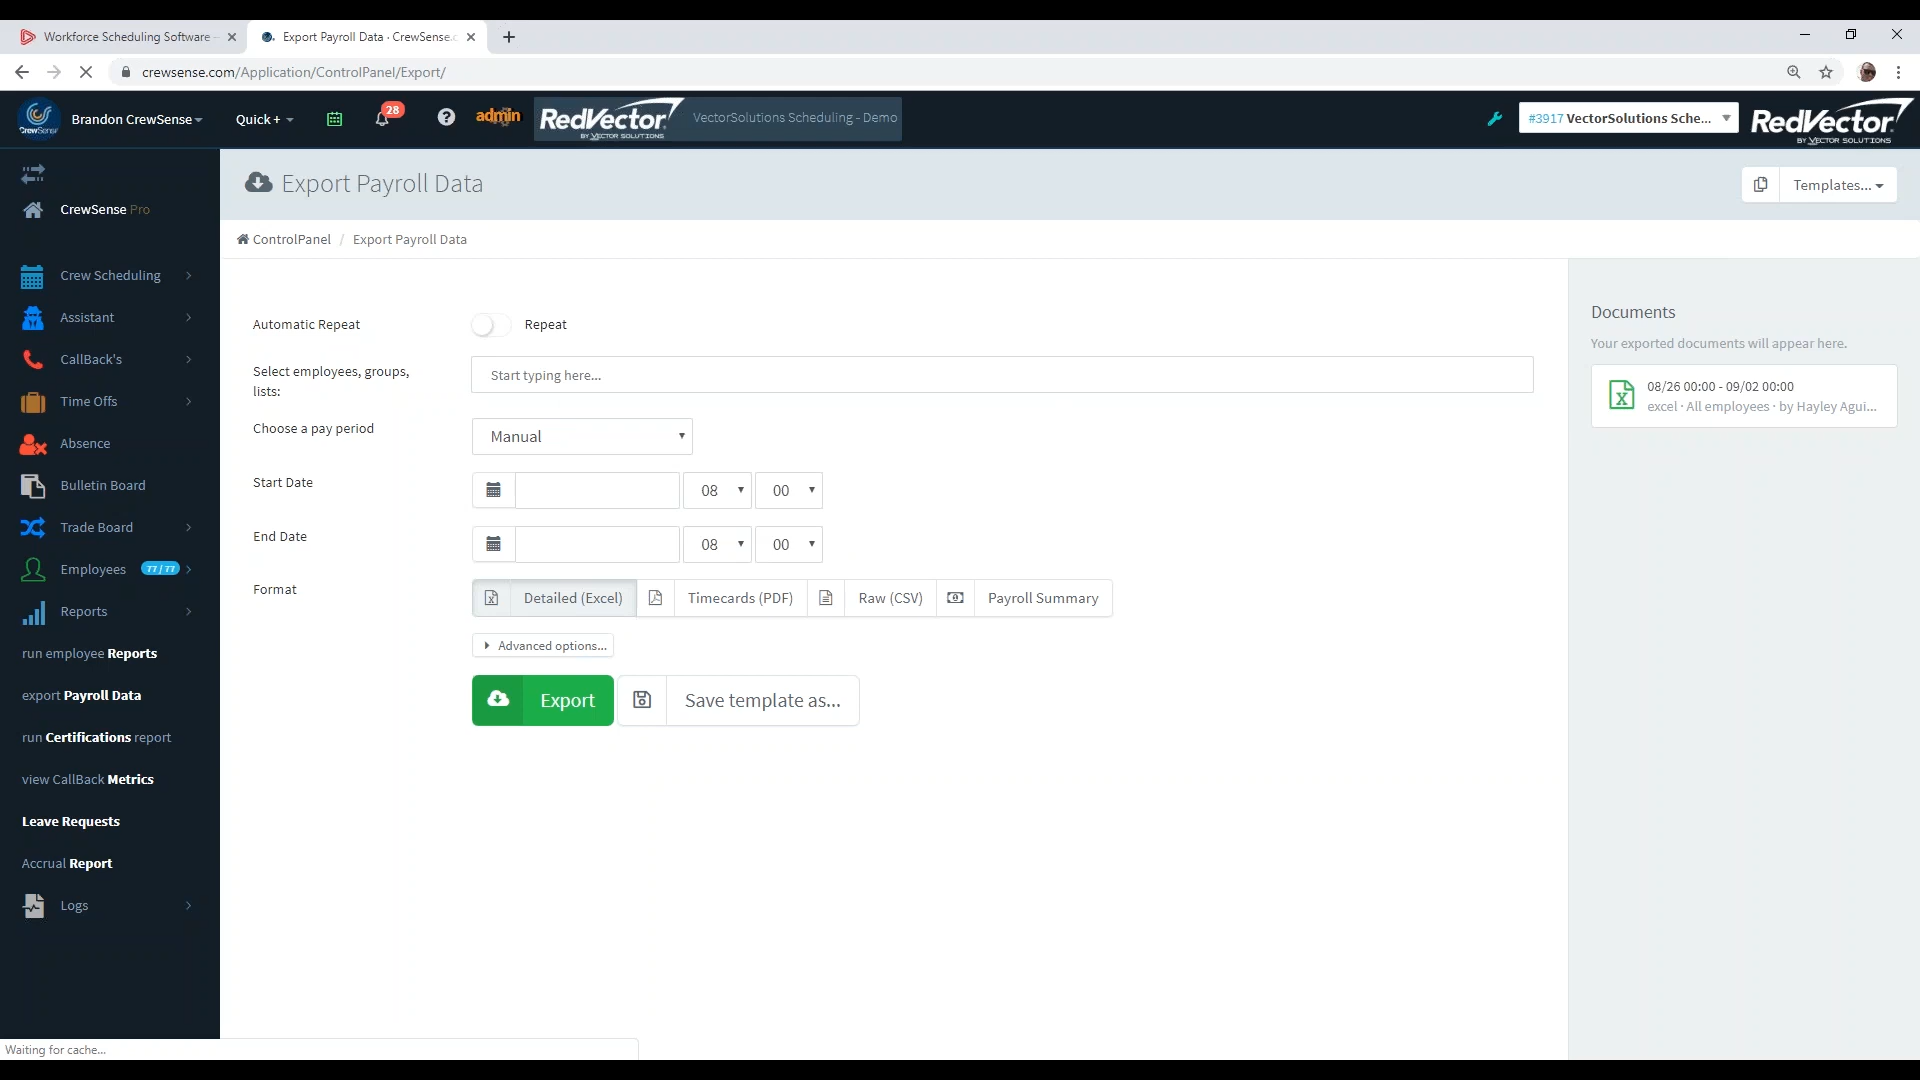 Workforce Scheduling Software -
Export Payroll Data · CrewSense.c
crewsense.com/Application/ControlPanel/Export/
CrewSense
Brandon CrewSense
Quick +
28
admin
RedVector
BY VECTOR SOLUTIONS
VectorSolutions Scheduling - Demo
#3917 VectorSolutions Sche...
RedVector
BY VECTOR SOLUTIONS
CrewSense Pro
Crew Scheduling
Assistant
CallBack's
Time Offs
Absence
Bulletin Board
Trade Board
Employees 77 / 77
Reports
run employee Reports
export Payroll Data
run Certifications report
view CallBack Metrics
Leave Requests
Accrual Report
Logs
Export Payroll Data
Templates...
ControlPanel / Export Payroll Data
Automatic Repeat
Repeat
Select employees, groups,
lists:
Start typing here...
Choose a pay period
Manual
Start Date
08
00
End Date
08
00
Format
Detailed (Excel)
Timecards (PDF)
Raw (CSV)
Payroll Summary
Advanced options...
Export
Save template as...
Documents
Your exported documents will appear here.
08/26 00:00 - 09/02 00:00
excel · All employees · by Hayley Agui...
Waiting for cache...